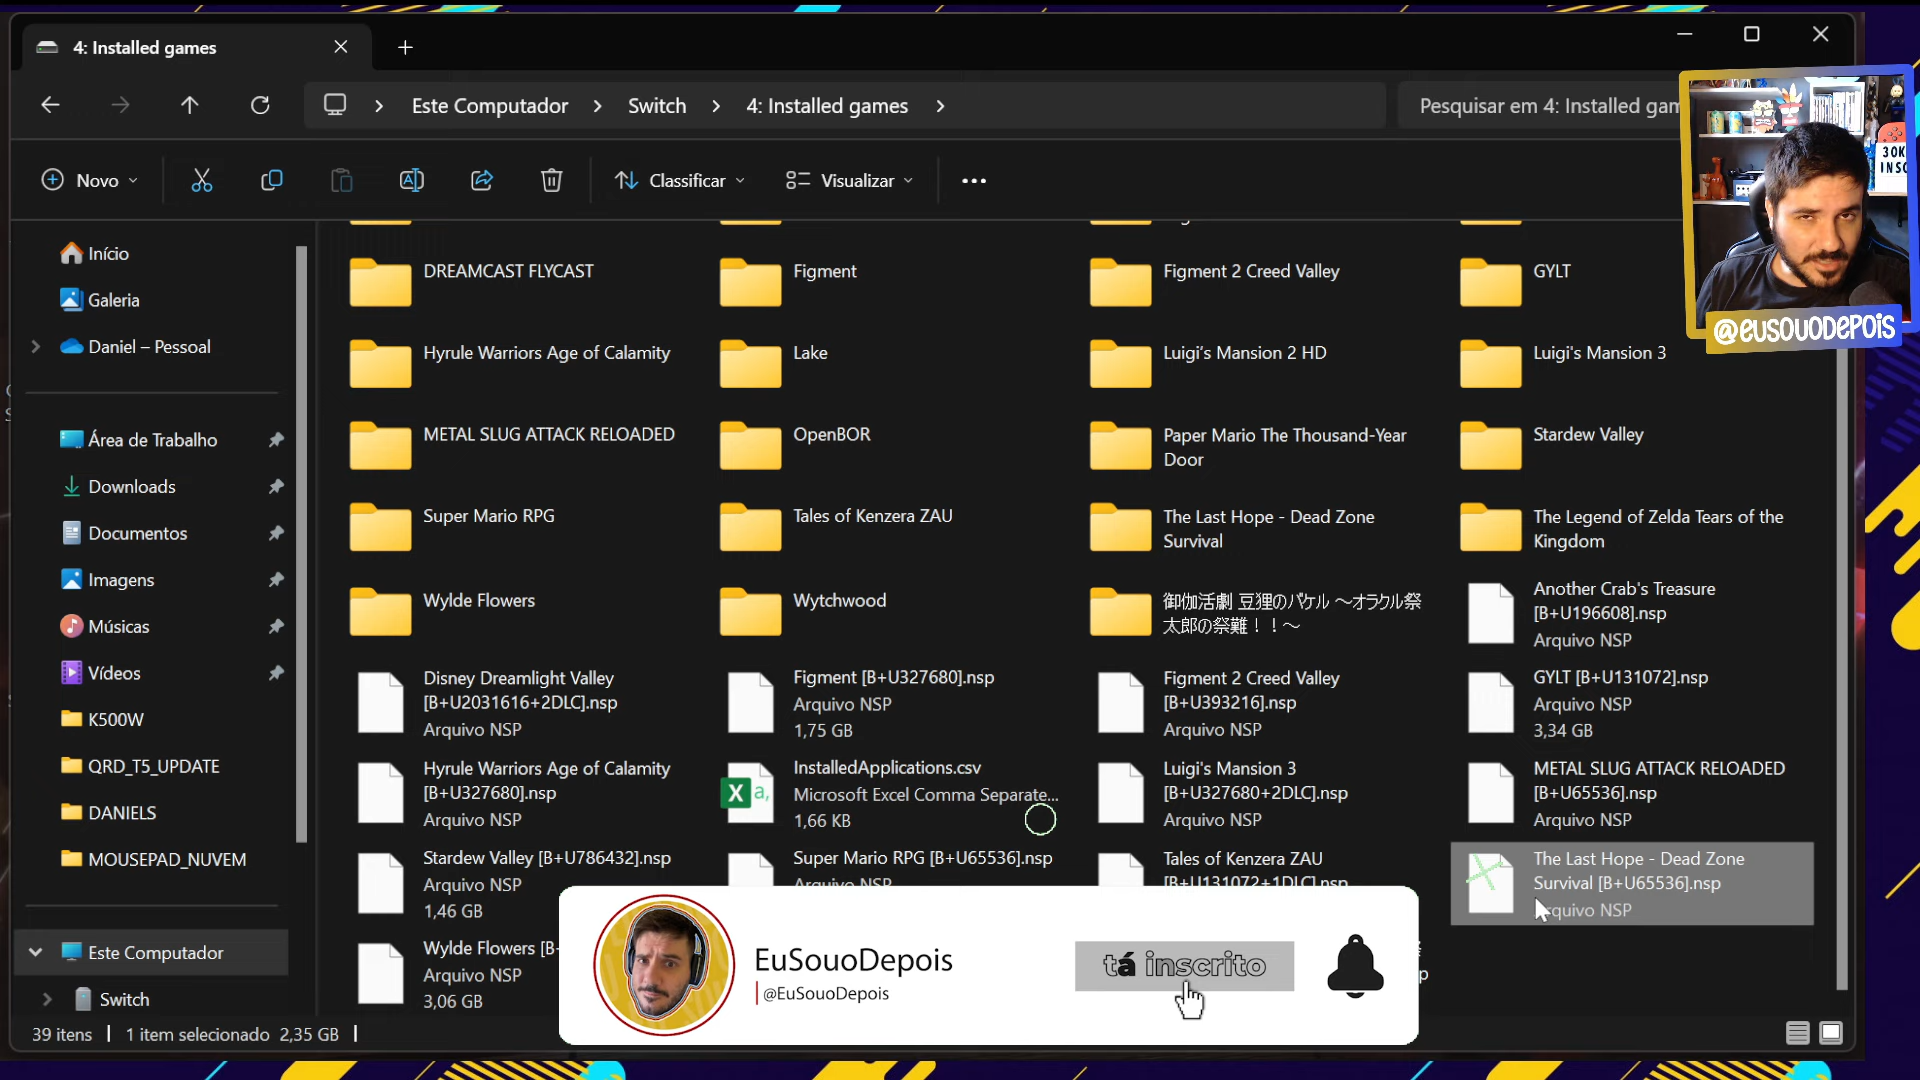 4: Installed games
Este Computador
Switch
4: Installed games
Pesquisar em 4: Installed gam
Novo
Classificar
Visualizar
30K
INSC
@EUSOUODEPOIS
Início
Galeria
Daniel – Pessoal
Área de Trabalho
Downloads
Documentos
Imagens
Músicas
Vídeos
K500W
QRD_T5_UPDATE
DANIELS
MOUSEPAD_NUVEM
Este Computador
Switch
DREAMCAST FLYCAST
Figment
Figment 2 Creed Valley
GYLT
Hyrule Warriors Age of Calamity
Lake
Luigi's Mansion 2 HD
Luigi's Mansion 3
METAL SLUG ATTACK RELOADED
OpenBOR
Paper Mario The Thousand-Year
Door
Stardew Valley
Super Mario RPG
Tales of Kenzera ZAU
The Last Hope - Dead Zone
Survival
The Legend of Zelda Tears of the
Kingdom
Wylde Flowers
Wytchwood
御伽活劇 豆狸のバケル ～オラクル祭
太郎の祭難！！～
Another Crab's Treasure
[B+U196608].nsp
Arquivo NSP
Disney Dreamlight Valley
[B+U2031616+2DLC].nsp
Arquivo NSP
Figment [B+U327680].nsp
Arquivo NSP
1,75 GB
Figment 2 Creed Valley
[B+U393216].nsp
Arquivo NSP
GYLT [B+U131072].nsp
Arquivo NSP
3,34 GB
Hyrule Warriors Age of Calamity
[B+U327680].nsp
Arquivo NSP
InstalledApplications.csv
Microsoft Excel Comma Separate...
1,66 KB
Luigi's Mansion 3
[B+U327680+2DLC].nsp
Arquivo NSP
METAL SLUG ATTACK RELOADED
[B+U65536].nsp
Arquivo NSP
Stardew Valley [B+U786432].nsp
Arquivo NSP
1,46 GB
Super Mario RPG [B+U65536].nsp
Arquivo NSP
Tales of Kenzera ZAU
[B+U131072+1DLC].nsp
The Last Hope - Dead Zone
Survival [B+U65536].nsp
Arquivo NSP
Wylde Flowers [B-
Arquivo NSP
3,06 GB
EuSouoDepois
@EuSouoDepois
tá inscrito
39 itens
1 item selecionado 2,35 GB